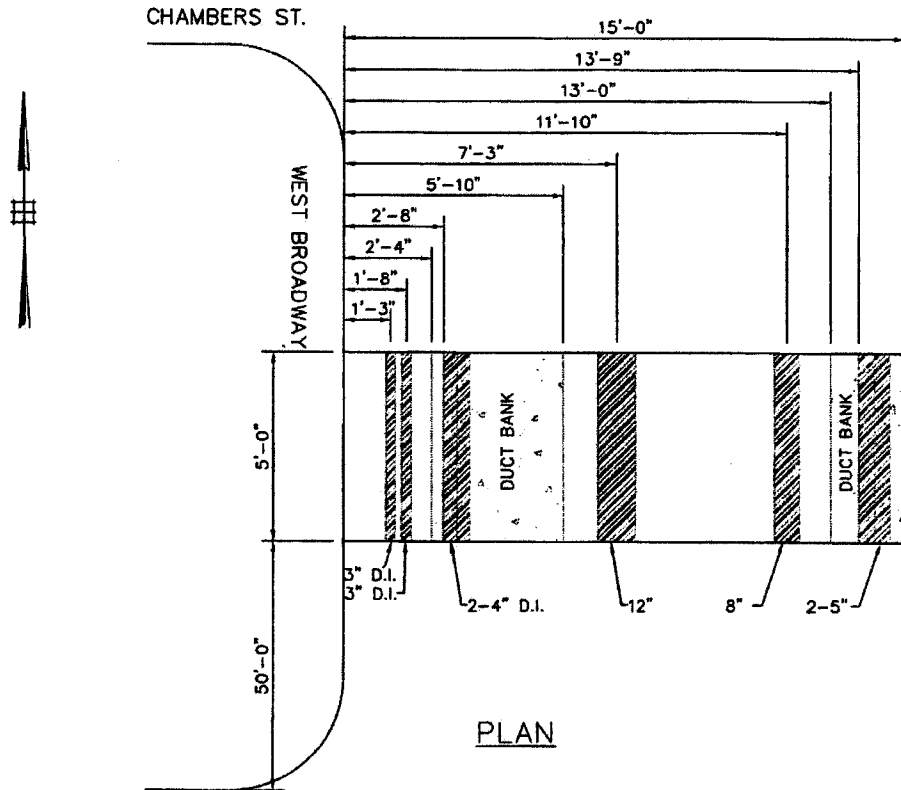 CHAMBERS ST.
15'-0"
13'-9"
13'-0"
11'-10"
7'-3"
5'-10"
2'-8"
2'-4"
1'-8"
1'-3"
WEST BROADWAY
5'-0"
DUCT BANK
DUCT BANK
3" D.I.
3" D.I.
2-4" D.I.
12"
8"
2-5"
50'-0"
PLAN